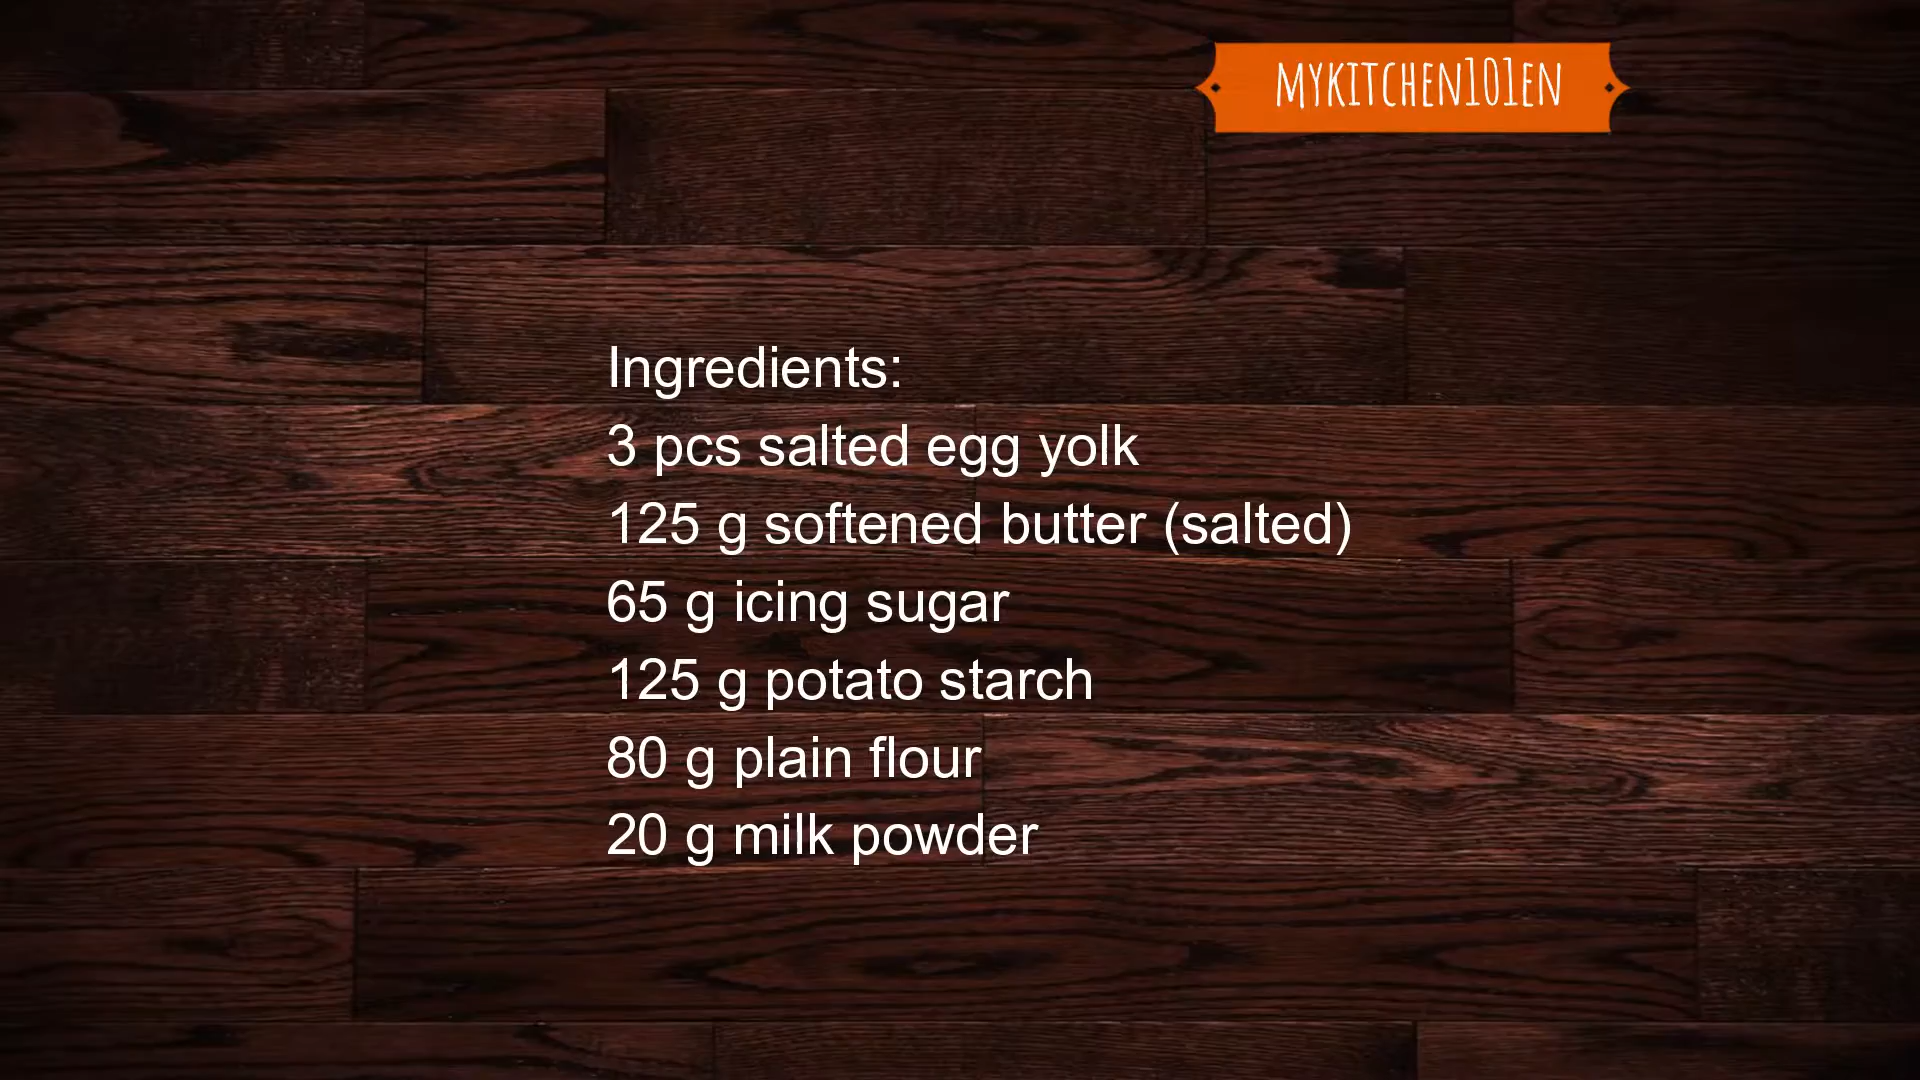 MYKITCHEN101EN
Ingredients:
3 pcs salted egg yolk
125 g softened butter (salted)
65 g icing sugar
125 g potato starch
80 g plain flour
20 g milk powder